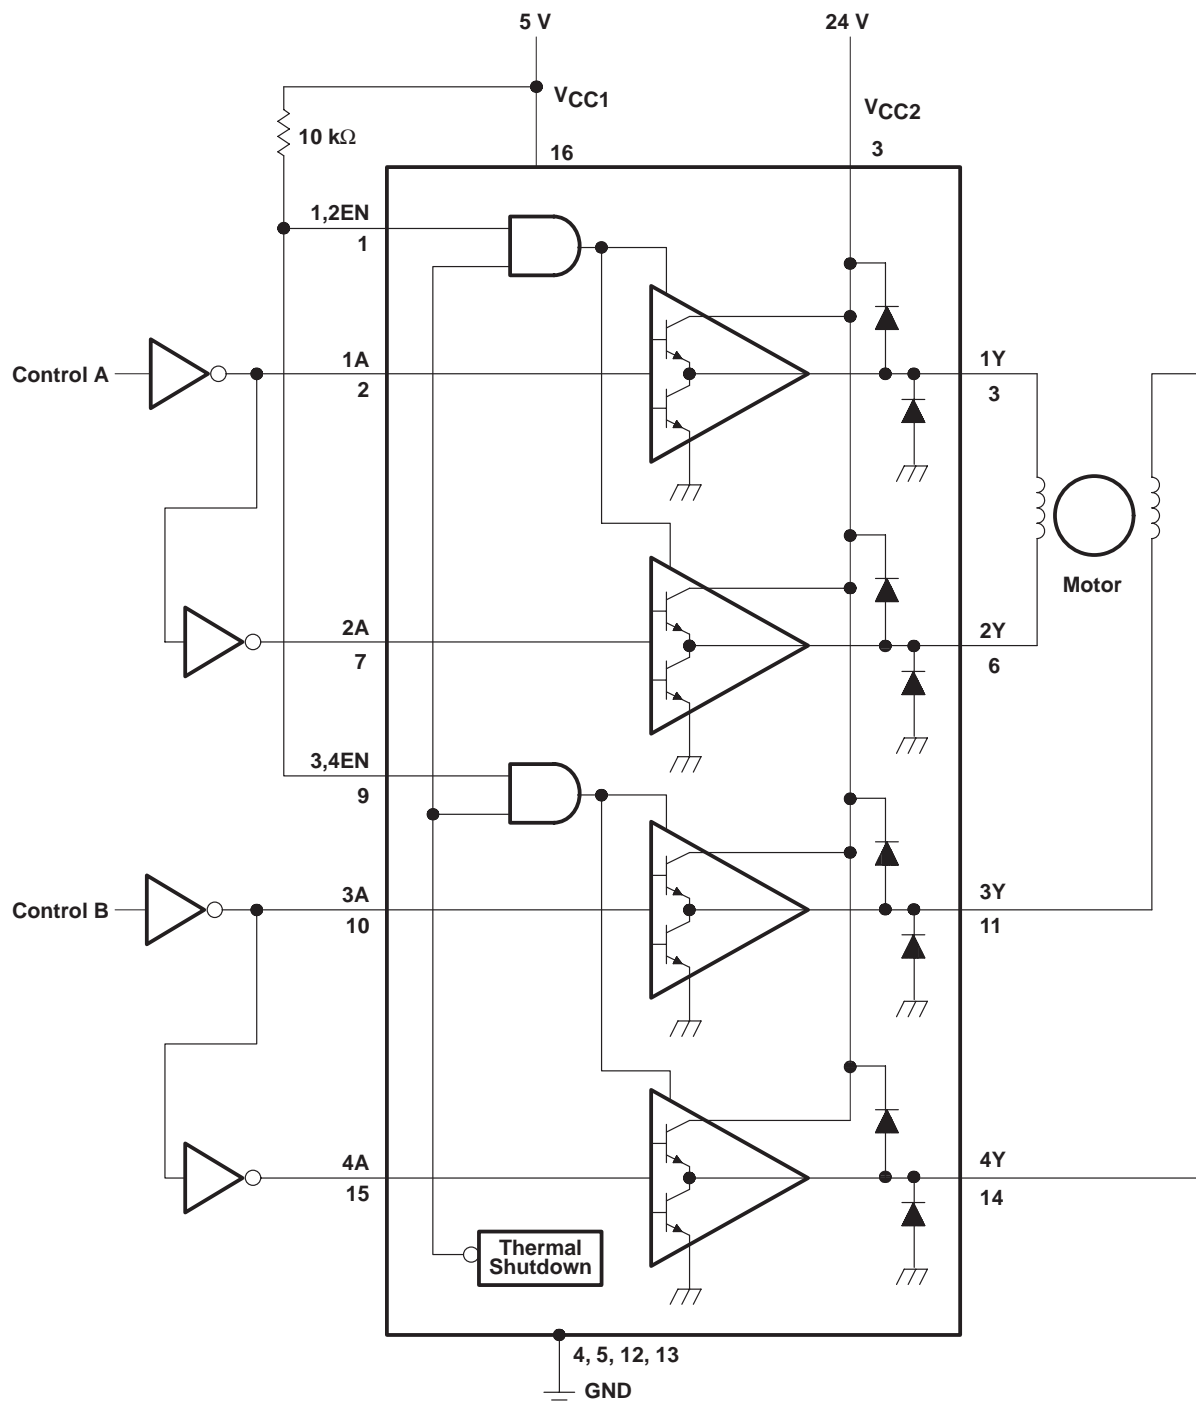 5 V
24 V
VCC1
VCC2
10 kΩ
16
3
1,2EN
1
Control A
1A
2
1Y
3
Motor
2A
7
2Y
6
3,4EN
9
Control B
3A
10
3Y
11
4A
15
4Y
14
Thermal
Shutdown
4, 5, 12, 13
GND